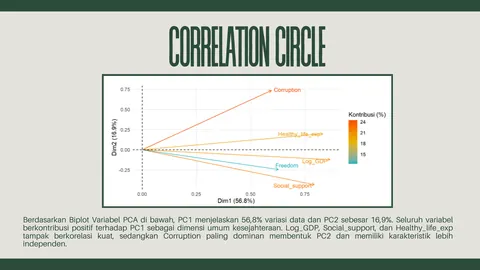 CORRELATION CIRCLE
0.75
0.50
0.25
0.00
-0.25
Dim2 (16.9%)
Corruption
Healthy_life_exp
Log_GDP
Freedom
Social_support
0.00
0.25
0.50
0.75
Dim1 (56.8%)
Kontribusi (%)
24
21
18
15
Berdasarkan Biplot Variabel PCA di bawah, PC1 menjelaskan 56,8% variasi data dan PC2 sebesar 16,9%. Seluruh variabel
berkontribusi positif terhadap PC1 sebagai dimensi umum kesejahteraan. Log_GDP, Social_support, dan Healthy_life_exp
tampak berkorelasi kuat, sedangkan Corruption paling dominan membentuk PC2 dan memiliki karakteristik lebih
independen.